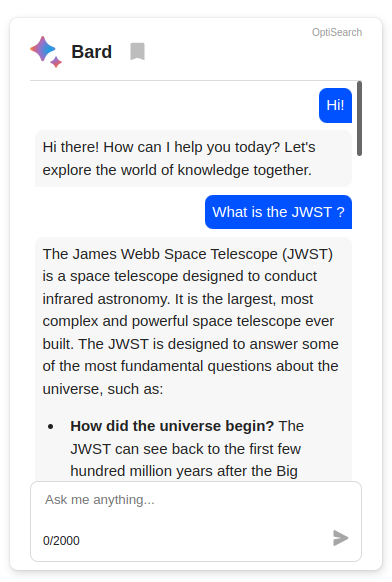 OptiSearch
Bard
Hi!
Hi there! How can I help you today? Let's
explore the world of knowledge together.
What is the JWST ?
The James Webb Space Telescope (JWST)
is a space telescope designed to conduct
infrared astronomy. It is the largest, most
complex and powerful space telescope ever
built. The JWST is designed to answer some
of the most fundamental questions about the
universe, such as:
• How did the universe begin? The
JWST can see back to the first few
hundred million years after the Big
Ask me anything...
0/2000